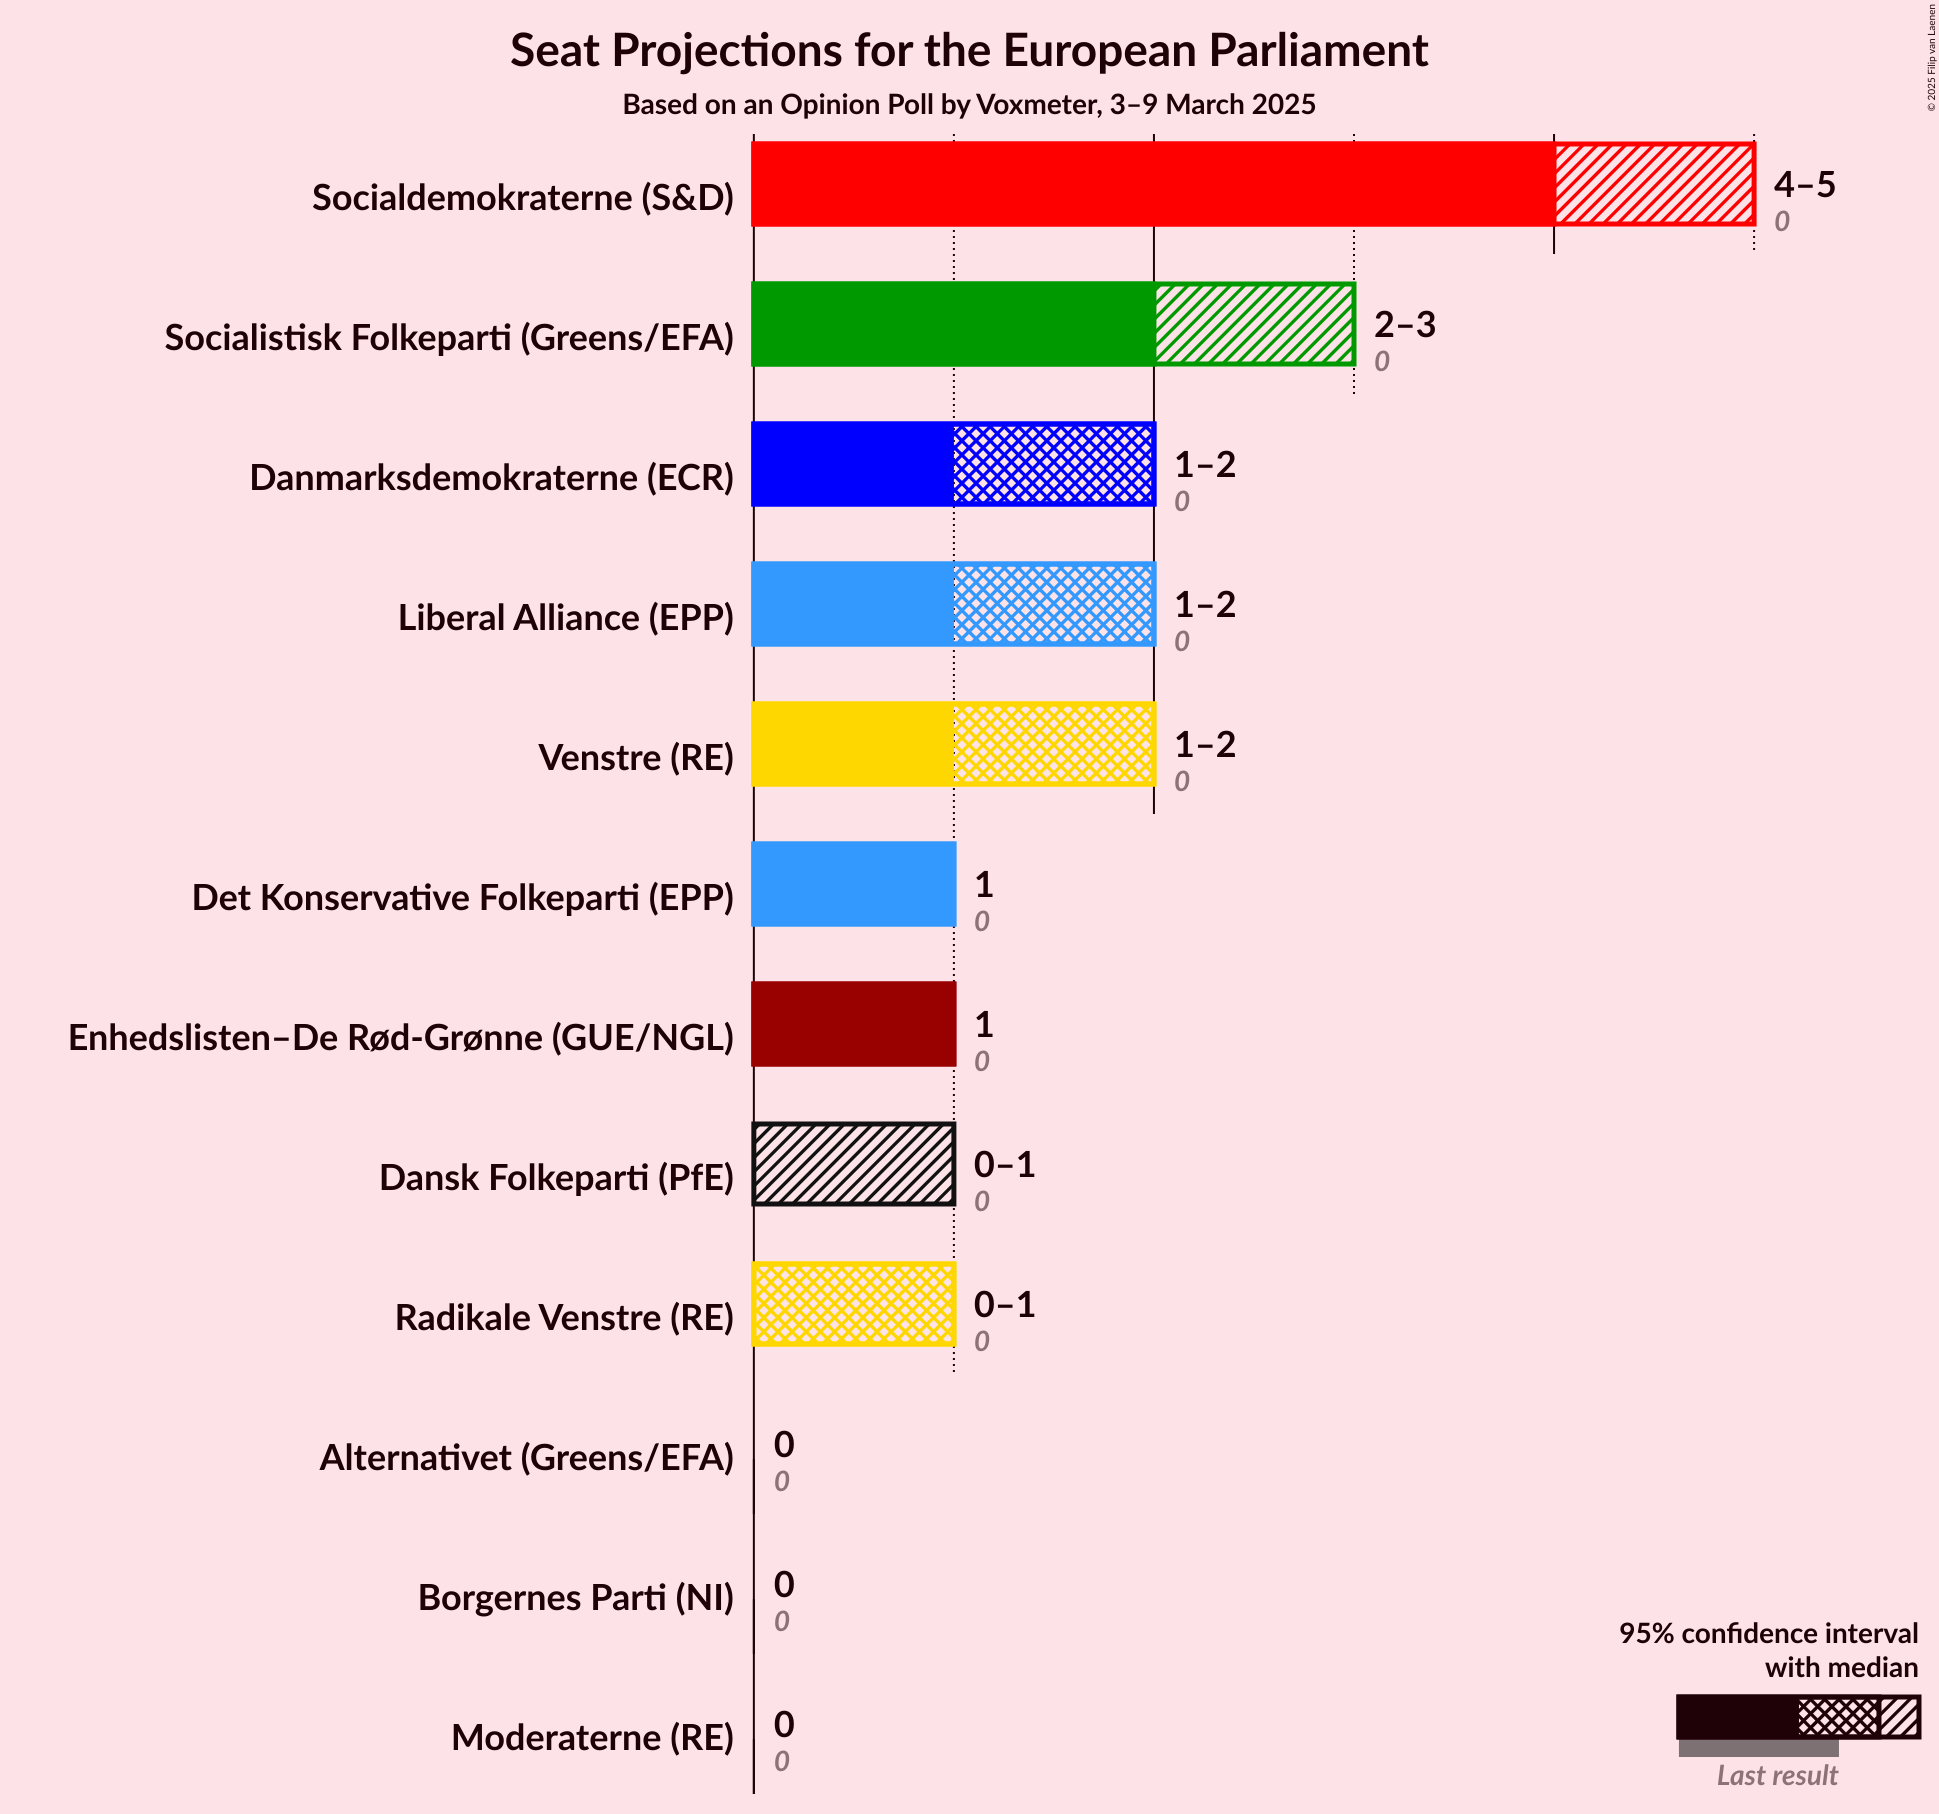 Seat Projections for the European Parliament
Based on an Opinion Poll by Voxmeter, 3–9 March 2025
© 2025 Filip van Laenen
Socialdemokraterne (S&D)
4–5
0
Socialistisk Folkeparti (Greens/EFA)
2–3
0
Danmarksdemokraterne (ECR)
1–2
0
Liberal Alliance (EPP)
1–2
0
Venstre (RE)
1–2
0
Det Konservative Folkeparti (EPP)
1
0
Enhedslisten–De Rød-Grønne (GUE/NGL)
1
0
Dansk Folkeparti (PfE)
0–1
0
Radikale Venstre (RE)
0–1
0
Alternativet (Greens/EFA)
0
0
Borgernes Parti (NI)
0
0
Moderaterne (RE)
0
0
95% confidence interval
with median
Last result